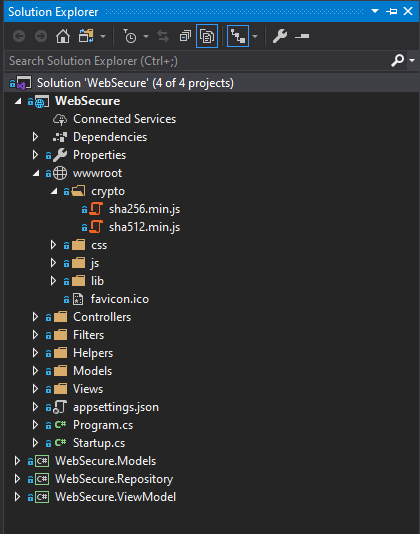 Solution Explorer
Search Solution Explorer (Ctrl+;)
Solution 'WebSecure' (4 of 4 projects)
WebSecure
Connected Services
Dependencies
Properties
wwwroot
crypto
sha256.min.js
sha512.min.js
css
js
lib
favicon.ico
Controllers
Filters
Helpers
Models
Views
appsettings.json
C# Program.cs
C# Startup.cs
C# WebSecure.Models
C# WebSecure.Repository
C# WebSecure.ViewModel